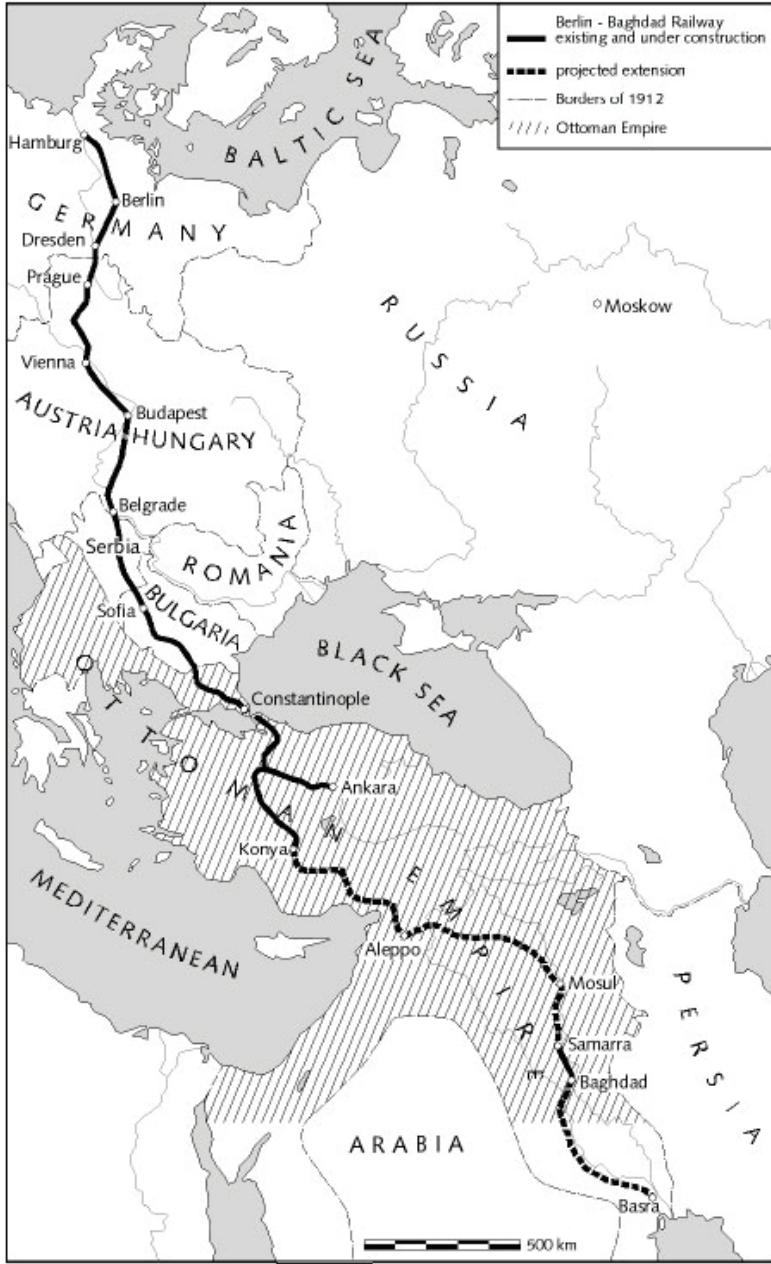 Berlin - Baghdad Railway
existing and under construction
projected extension
Borders of 1912
Ottoman Empire
BALTIC SEA
Hamburg
Berlin
GERMANY
Dresden
Prague
Moskow
RUSSIA
Vienna
Budapest
AUSTRIA HUNGARY
Belgrade
Serbia
ROMANIA
Sofia
BULGARIA
BLACK SEA
Constantinople
OTTOMAN EMPIRE
Ankara
Konya
MEDITERRANEAN
Aleppo
Mosul
PERSIA
Samarra
Baghdad
ARABIA
Basra
500 km